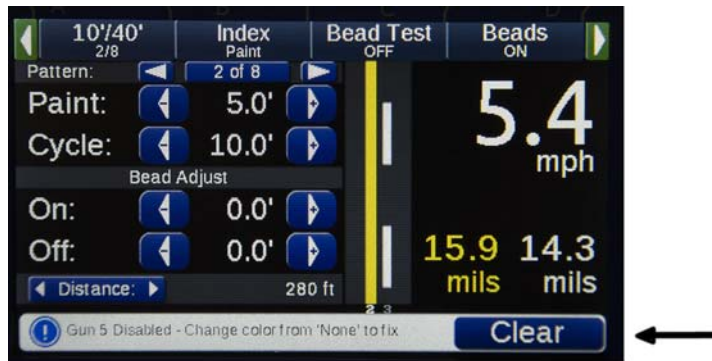 10'/40' Index Bead Test Beads
2/8 Paint OFF ON
Pattern: 2 of 8
Paint: - 5.0' +
Cycle: - 10.0' +
Bead Adjust
On: - 0.0' +
Off: - 0.0' +
Distance: 280 ft
5.4
mph
15.9 14.3
mils mils
2 3
Gun 5 Disabled - Change color from 'None' to fix Clear